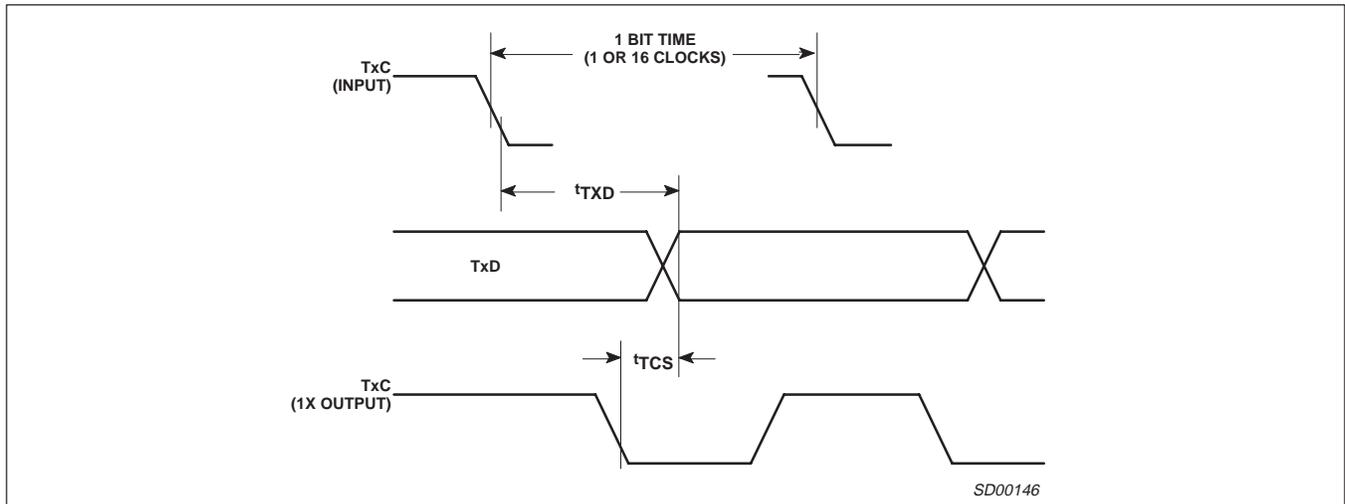 1 BIT TIME
(1 OR 16 CLOCKS)
TxC
(INPUT)
tTXD
TxD
tTCS
TxC
(1X OUTPUT)
SD00146